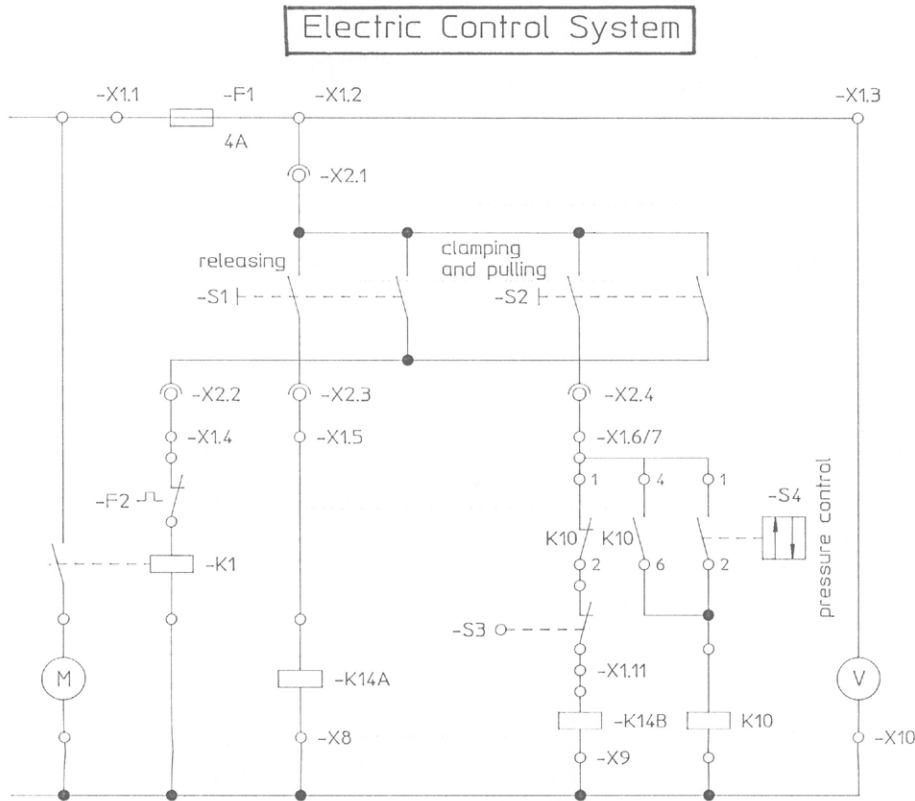 Electric Control System
-X1.1
-F1
-X1.2
-X1.3
4A
-X2.1
releasing
clamping
and pulling
-S1
-S2
-X2.2
-X2.3
-X2.4
-X1.4
-X1.5
-X1.6/7
1
4
1
-S4
pressure control
-F2
K10
K10
2
6
2
-K1
-S3
M
-K14A
-X1.11
V
-K14B
K10
-X8
-X9
-X10